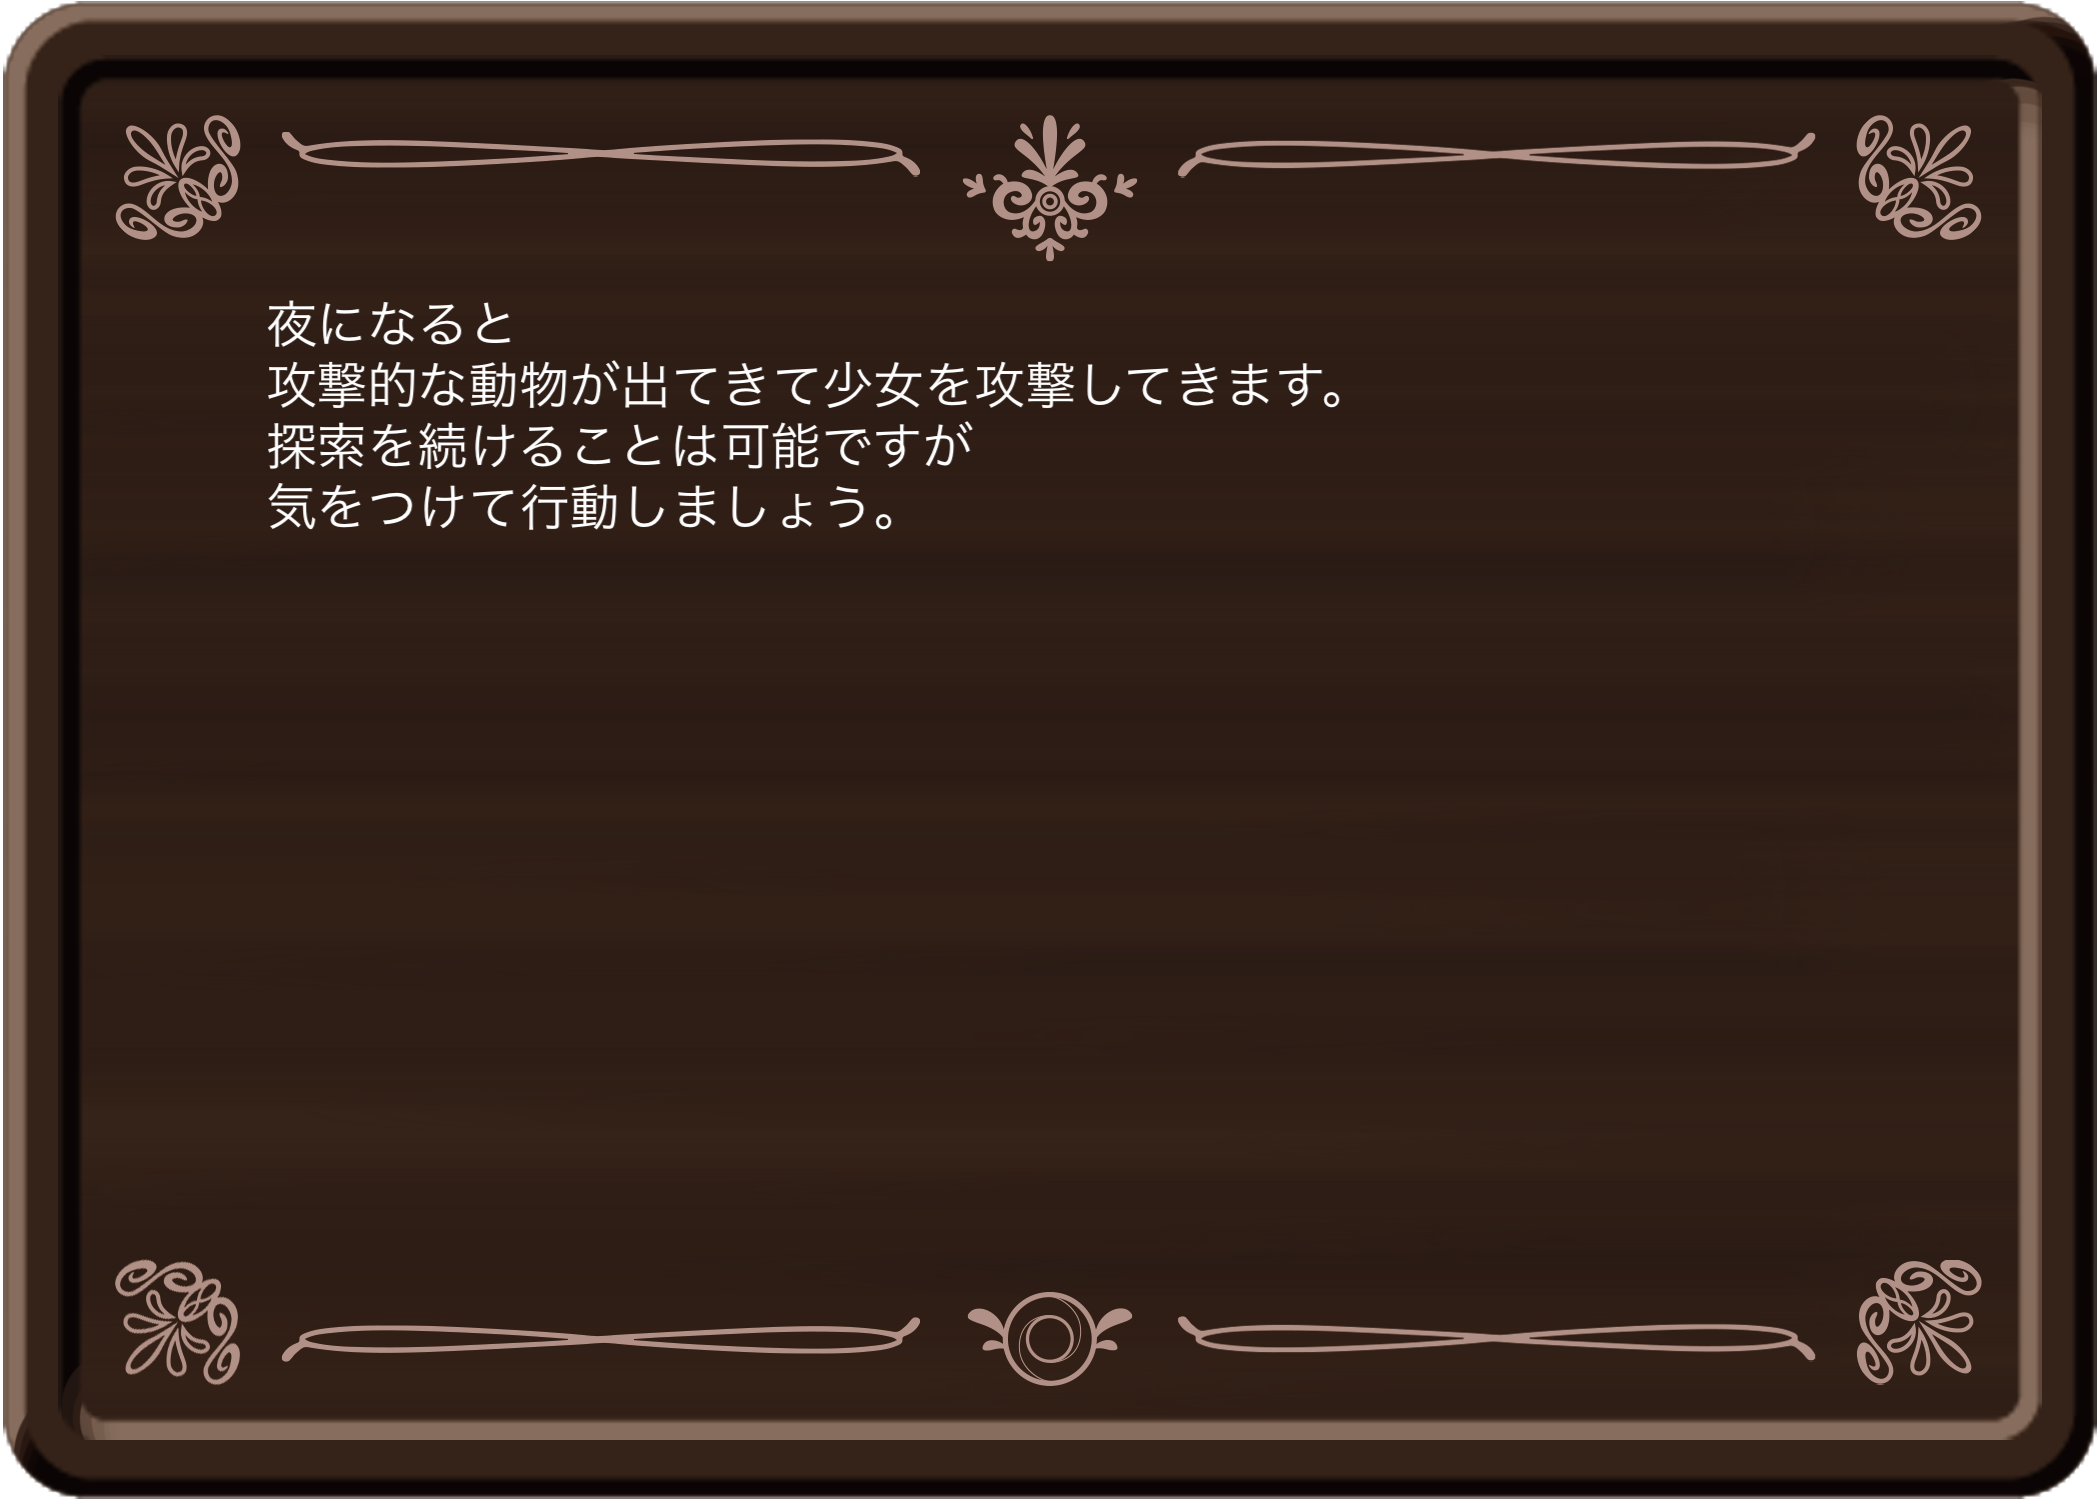 夜になると
攻撃的な動物が出てきて少女を攻撃してきます。
探索を続けることは可能ですが
気をつけて行動しましょう。